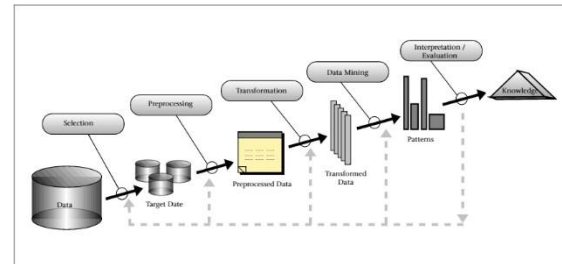 Interpretation /
Evaluation
Data Mining
Transformation
Preprocessing
Selection
Knowledge
Patterns
Transformed
Data
Preprocessed Data
Target Date
Data